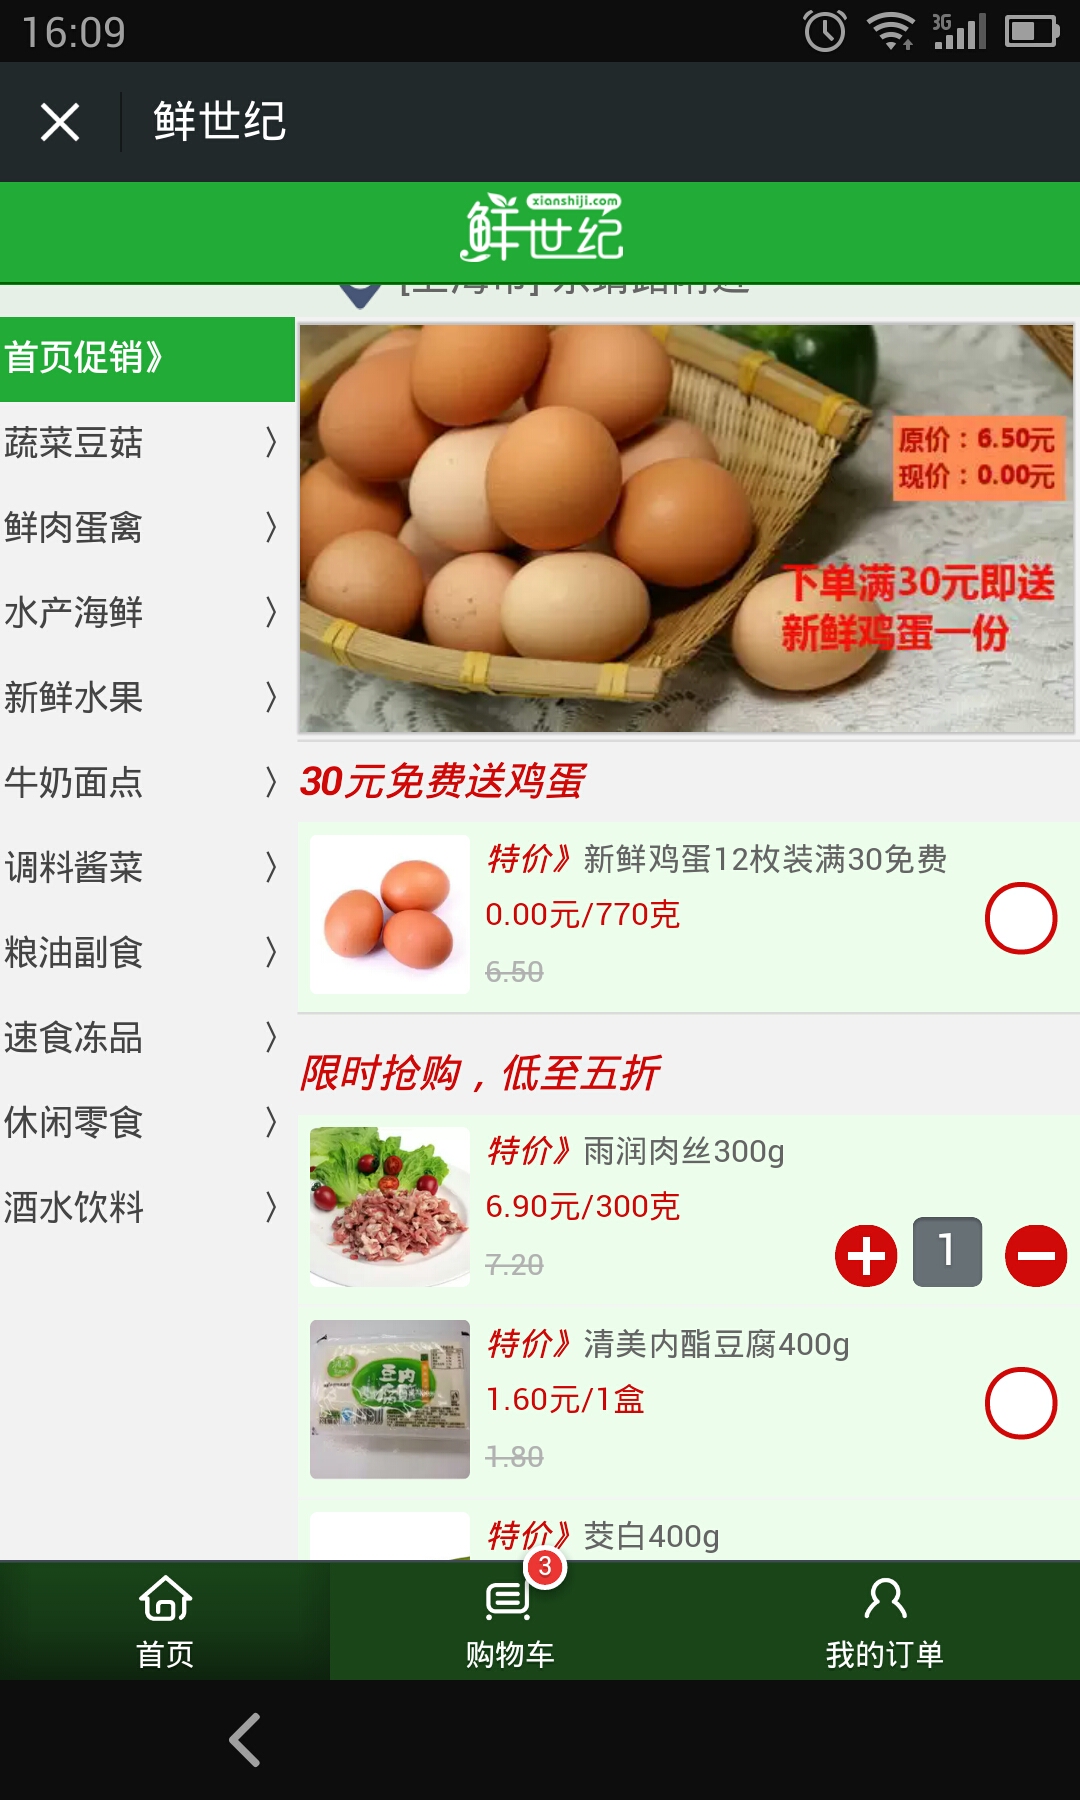 16:09
3G
鲜世纪
xianshiji.com
鲜世纪
[上海市]
首页促销》
蔬菜豆菇
鲜肉蛋禽
水产海鲜
新鲜水果
牛奶面点
调料酱菜
粮油副食
速食冻品
休闲零食
酒水饮料
原价：6.50元
现价：0.00元
下单满30元即送
新鲜鸡蛋一份
30元免费送鸡蛋
特价》新鲜鸡蛋12枚装满30免费
0.00元/770克
6.50
限时抢购，低至五折
特价》雨润肉丝300g
6.90元/300克
7.20
1
特价》清美内酯豆腐400g
1.60元/1盒
1.80
特价》茭白400g
首页
3
购物车
我的订单